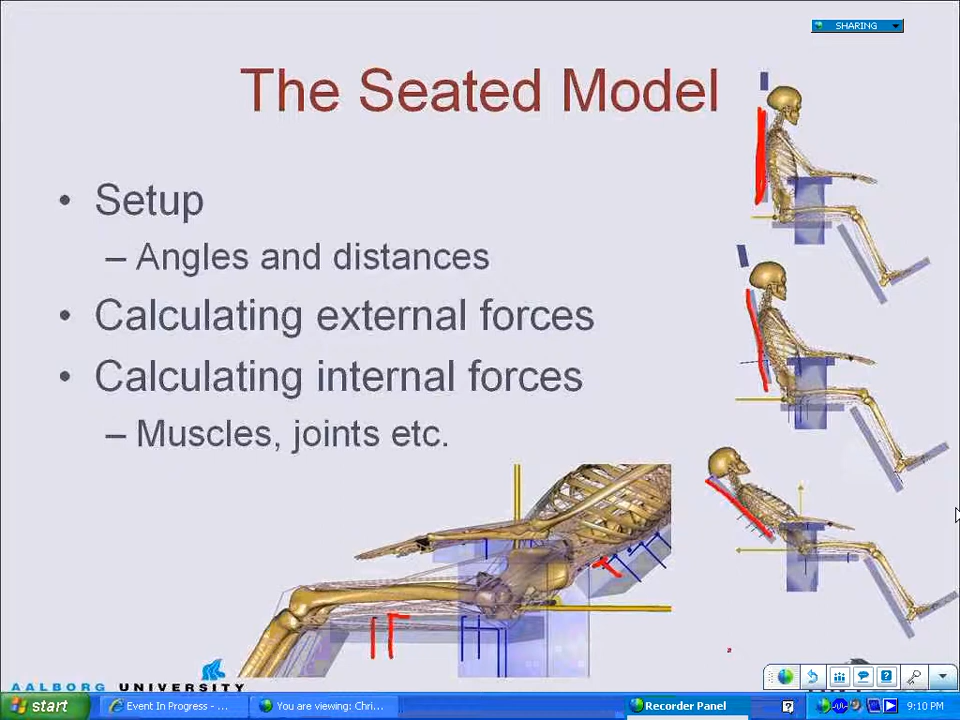 SHARING
The Seated Model
• Setup
– Angles and distances
• Calculating external forces
• Calculating internal forces
– Muscles, joints etc.
AALBORG UNIVERSITY
start
Event In Progress - ...
You are viewing: Chri...
Recorder Panel
9:10 PM